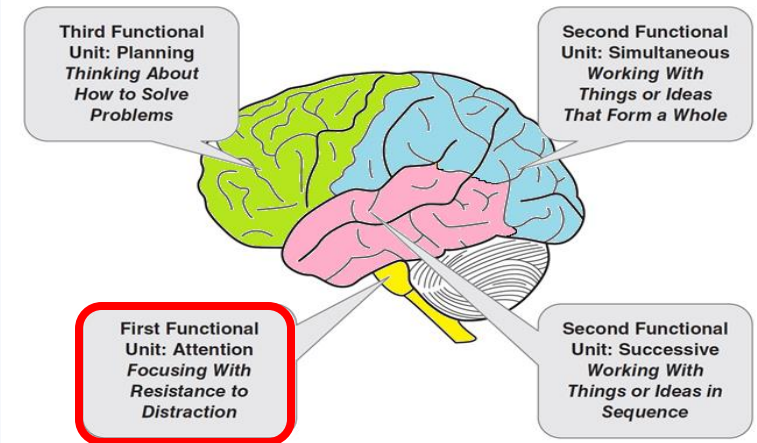 Third Functional
Unit: Planning
Thinking About
How to Solve
Problems
Second Functional
Unit: Simultaneous
Working With
Things or Ideas
That Form a Whole
First Functional
Unit: Attention
Focusing With
Resistance to
Distraction
Second Functional
Unit: Successive
Working With
Things or Ideas in
Sequence